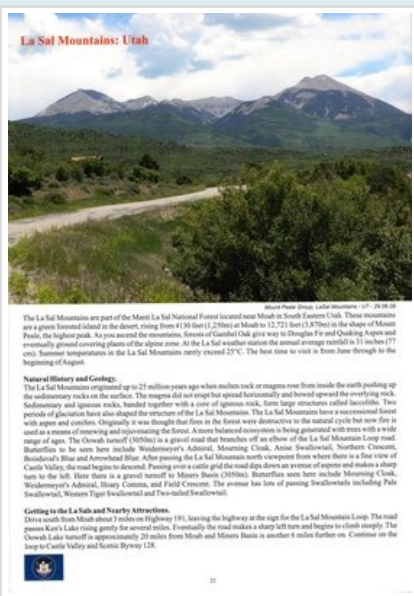 La Sal Mountains: Utah
Mount Peale Group, LaSal Mountains - UT - 28.06.09
The La Sal Mountains are part of the Manti La Sal National Forest located near Moab in South Eastern Utah. These mountains
are a green forested island in the desert, rising from 4130 feet (1,250m) at Moab to 12,721 feet (3,870m) in the shape of Mount
Peale, the highest peak. As you ascend the mountains, forests of Gambel Oak give way to Douglas Fir and Quaking Aspen and
eventually ground covering plants of the alpine zone. At the La Sal weather station the annual average rainfall is 31 inches (77
cm). Summer temperatures in the La Sal Mountains rarely exceed 25°C. The best time to visit is from June through to the
beginning of August.
Natural History and Geology.
The La Sal Mountains originated up to 25 million years ago when molten rock or magma rose from inside the earth pushing up
the sedimentary rocks on the surface. The magma did not erupt but spread horizontally and bowed upward the overlying rock.
Sedimentary and igneous rocks, banded together with a core of igneous rock, form large structures called laccoliths. Two
periods of glaciation have also shaped the structure of the La Sal Mountains. The La Sal Mountains have a successional forest
with aspen and conifers. Originally it was thought that fires in the forest were destructive to the natural cycle but now fire is
used as a means of renewing and rejuvenating the forest. A more balanced ecosystem is being generated with trees with a wide
range of ages. The Oowah turnoff (3050m) is a gravel road that branches off an elbow of the La Sal Mountain Loop road.
Butterflies to be seen here include Weidemeyer's Admiral, Mourning Cloak, Anise Swallowtail, Northern Crescent,
Boisduval's Blue and Arrowhead Blue. After passing the La Sal Mountain north viewpoint from where there is a fine view of
Castle Valley, the road begins to descend. Passing over a cattle grid the road dips down an avenue of aspens and makes a sharp
turn to the left. Here there is a gravel turnoff to Miners Basin (3050m). Butterflies seen here include Mourning Cloak,
Weidemeyer's Admiral, Hoary Comma, and Field Crescent. The avenue has lots of passing Swallowtails including Pale
Swallowtail, Western Tiger Swallowtail and Two-tailed Swallowtail.
Getting to the La Sals and Nearby Attractions.
Drive south from Moab about 3 miles on Highway 191, leaving the highway at the sign for the La Sal Mountain Loop. The road
passes Ken's Lake rising gently for several miles. Eventually the road makes a sharp left turn and begins to climb steeply. The
Oowah Lake turnoff is approximately 20 miles from Moab and Miners Basin is another 6 miles further on. Continue on the
loop to Castle Valley and Scenic Byway 128.